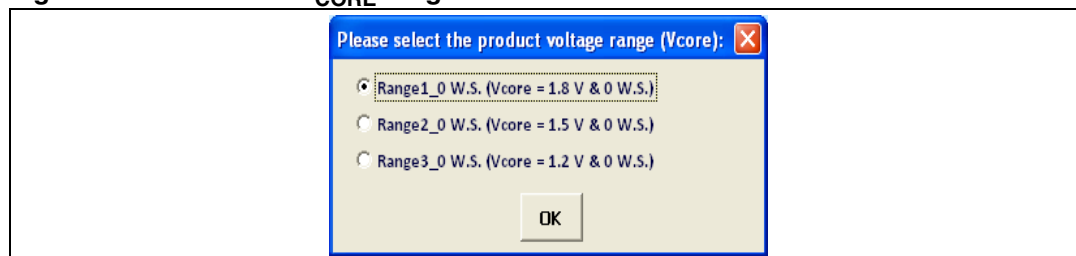 CORE
Please select the product voltage range (Vcore):
Range1_0 W.S. (Vcore = 1.8 V & 0 W.S.)
Range2_0 W.S. (Vcore = 1.5 V & 0 W.S.)
Range3_0 W.S. (Vcore = 1.2 V & 0 W.S.)
OK